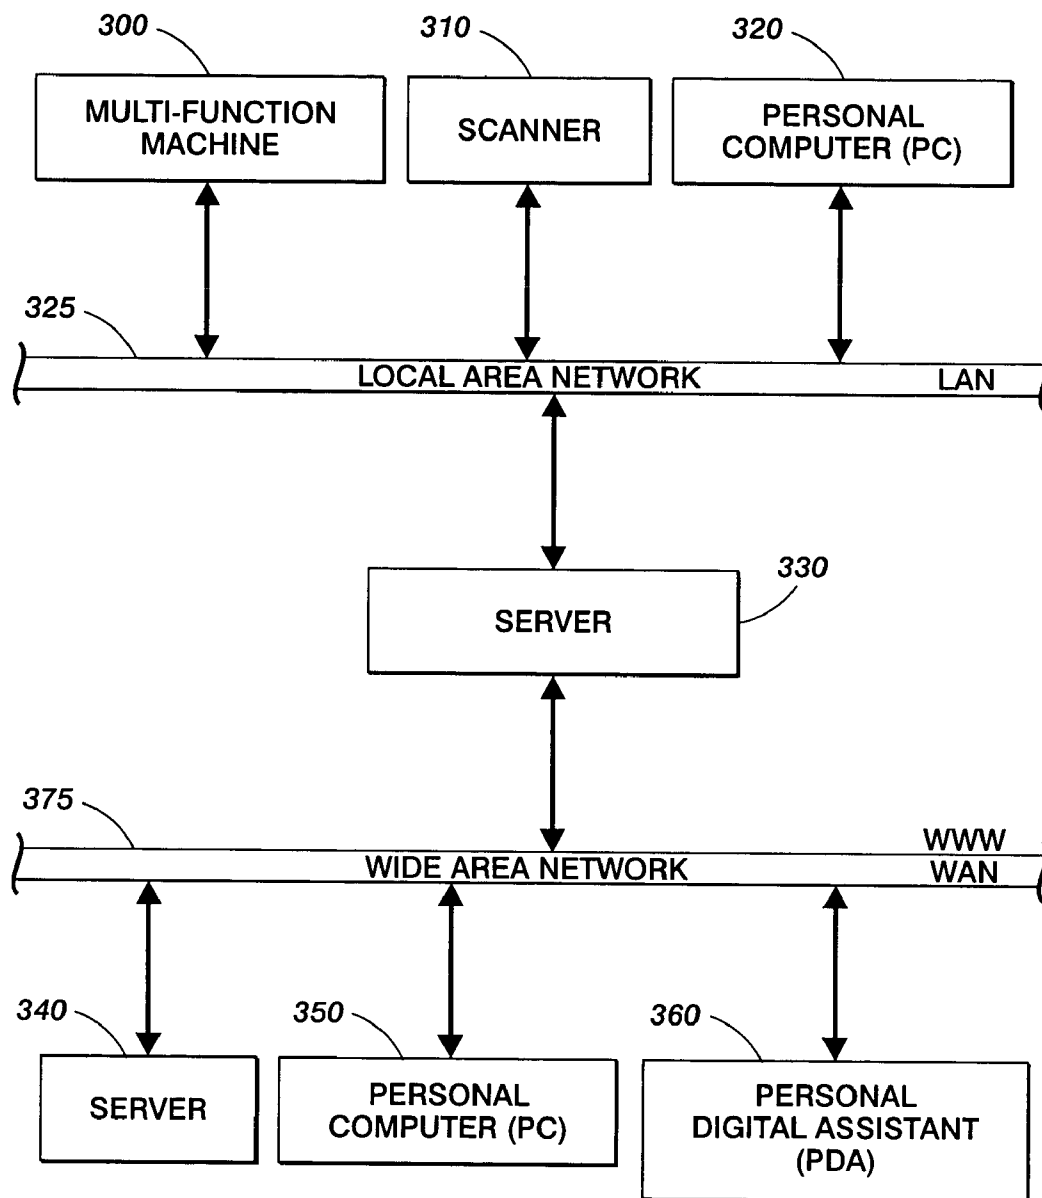 300
310
320
MULTI-FUNCTION
MACHINE
SCANNER
PERSONAL
COMPUTER (PC)
325
LOCAL AREA NETWORK
LAN
330
SERVER
375
WWW
WIDE AREA NETWORK
WAN
340
350
360
SERVER
PERSONAL
COMPUTER (PC)
PERSONAL
DIGITAL ASSISTANT
(PDA)